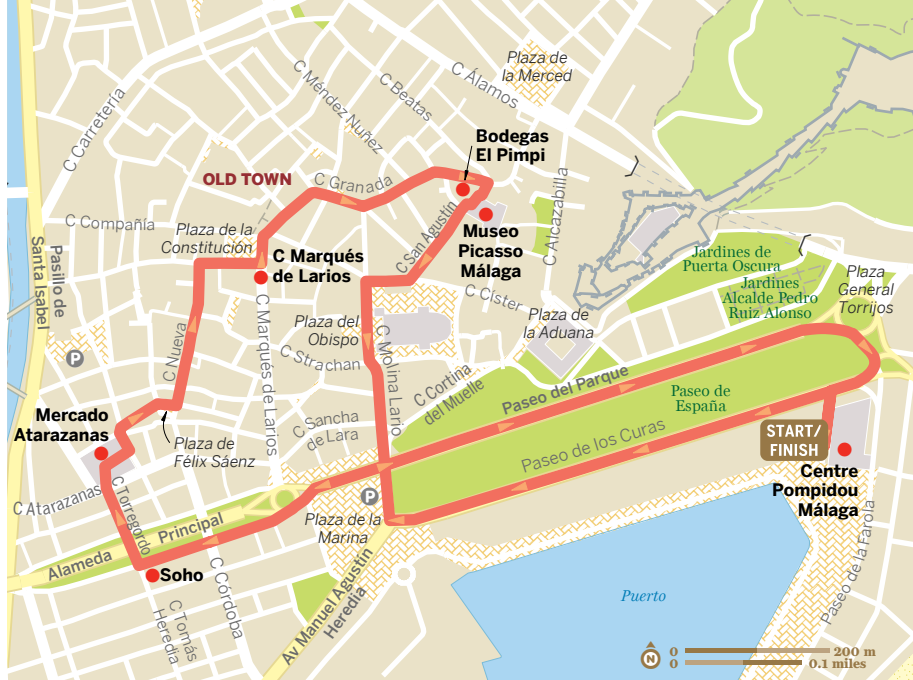 Plaza de
la Merced
C Álamos
C Beatas
C Méndez Nuñez
C Carretería
Bodegas
El Pimpi
OLD TOWN
C Granada
C Alcazabilla
C Compañía
C San Agustín
Museo
Picasso
Málaga
Plaza de la
Constitución
C Marqués
de Larios
Pasillo de
Santa Isabel
Jardines de
Puerta Oscura
Jardines
Alcalde Pedro
Ruiz Alonso
Plaza
General
Torrijos
C Císter
Plaza de
la Aduana
Plaza del
Obispo
C Nueva
C Marqués de Larios
C Strachan
C Molina Lario
C Cortina
del Muelle
P
Paseo del Parque
Paseo de
España
Mercado
Atarazanas
Plaza de
Félix Sáenz
C Sancha
de Lara
Paseo de los Curas
START/
FINISH
Centre
Pompidou
Málaga
C Atarazanas
C Torregordo
P
Alameda Principal
Plaza de la
Marina
Soho
C Córdoba
C Tomás
Heredia
Av Manuel Agustín
Heredia
Paseo de la Farola
Puerto
N
0 200 m
0 0.1 miles